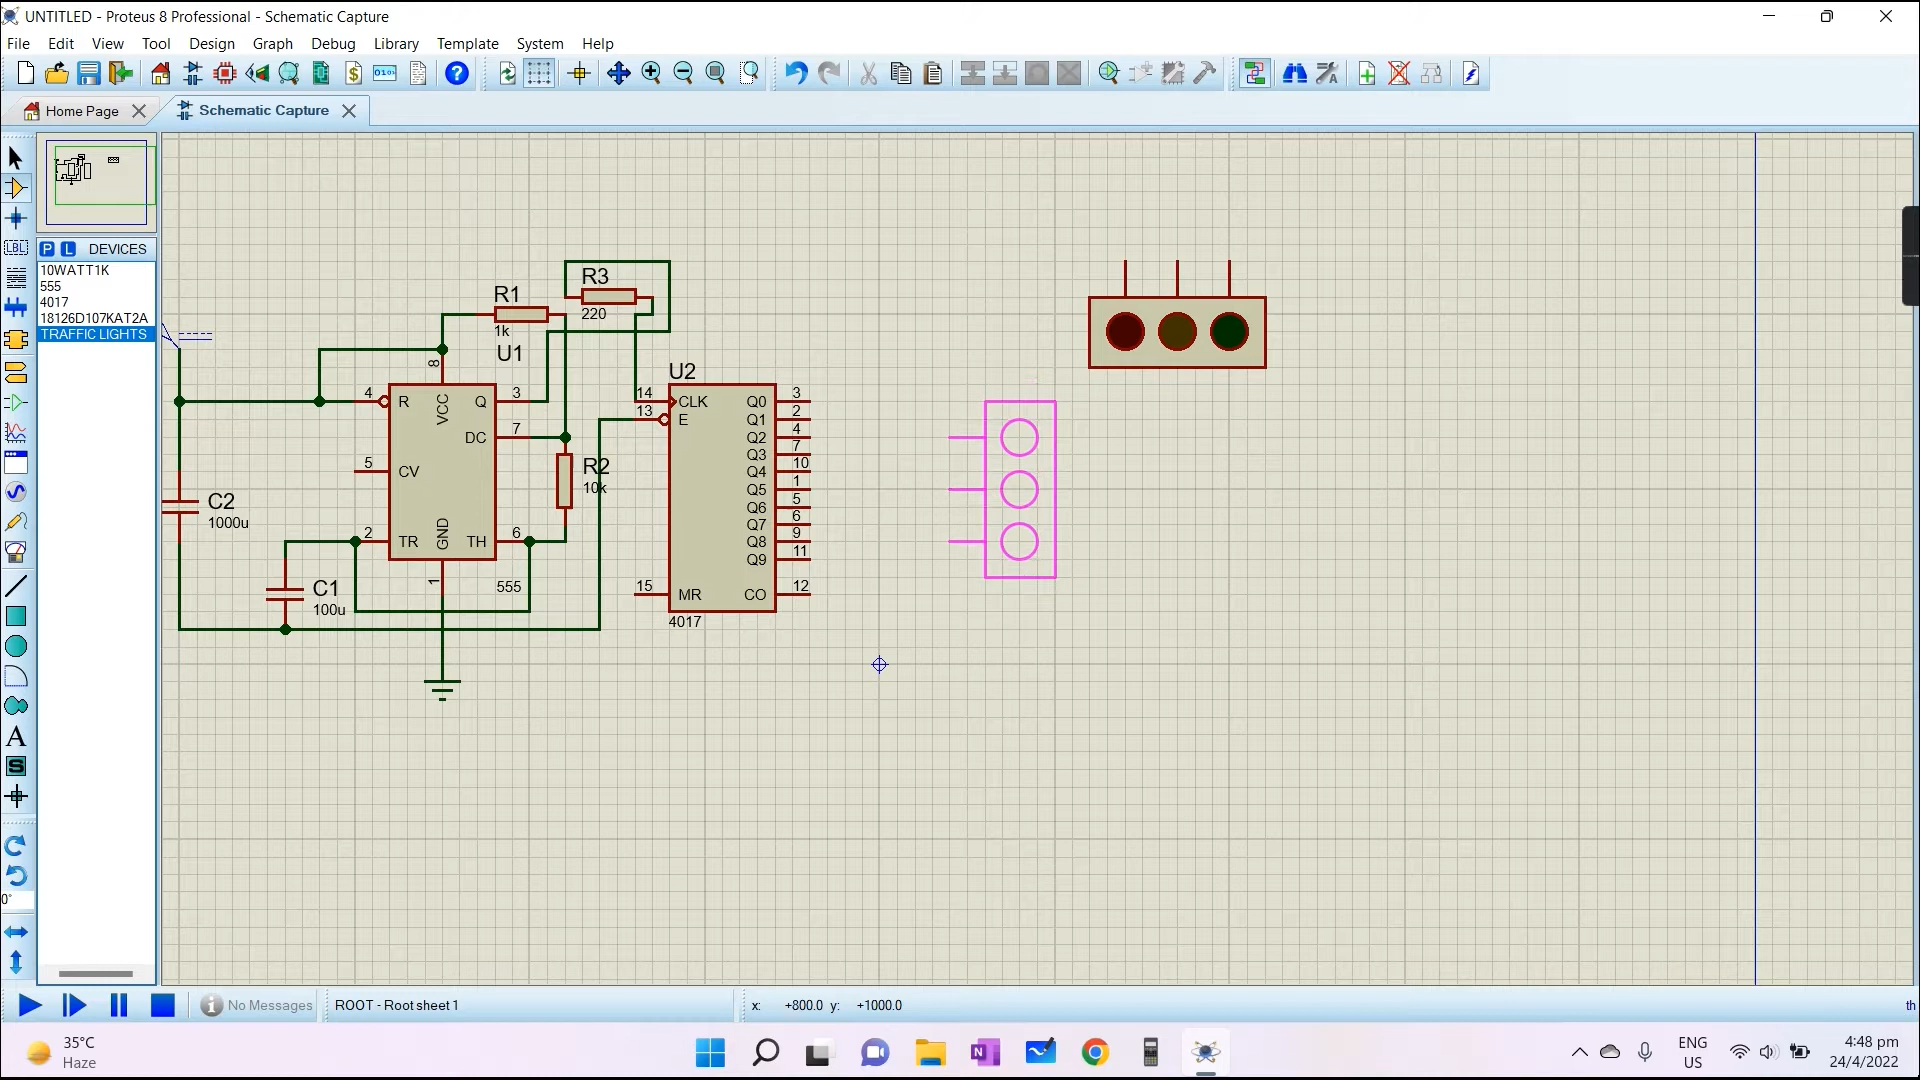 UNTITLED - Proteus 8 Professional - Schematic Capture
File Edit View Tool Design Graph Debug Library Template System Help
Home Page
Schematic Capture
P L DEVICES
10WATT1K
555
4017
18126D107KAT2A
TRAFFIC LIGHTS
LBL
A
S
0°
R3
220
R1
1k
U1
8
4 R VCC Q 3
DC 7
5 CV
2 TR GND TH 6
1
555
R2
10k
C2
1000u
C1
100u
U2
14 CLK Q0 3
13 E Q1 2
Q2 4
Q3 7
Q4 10
Q5 1
Q6 5
Q7 6
Q8 9
Q9 11
15 MR CO 12
4017
No Messages
ROOT - Root sheet 1
x: +800.0 y: +1000.0
th
35°C
Haze
ENG
US
4:48 pm
24/4/2022